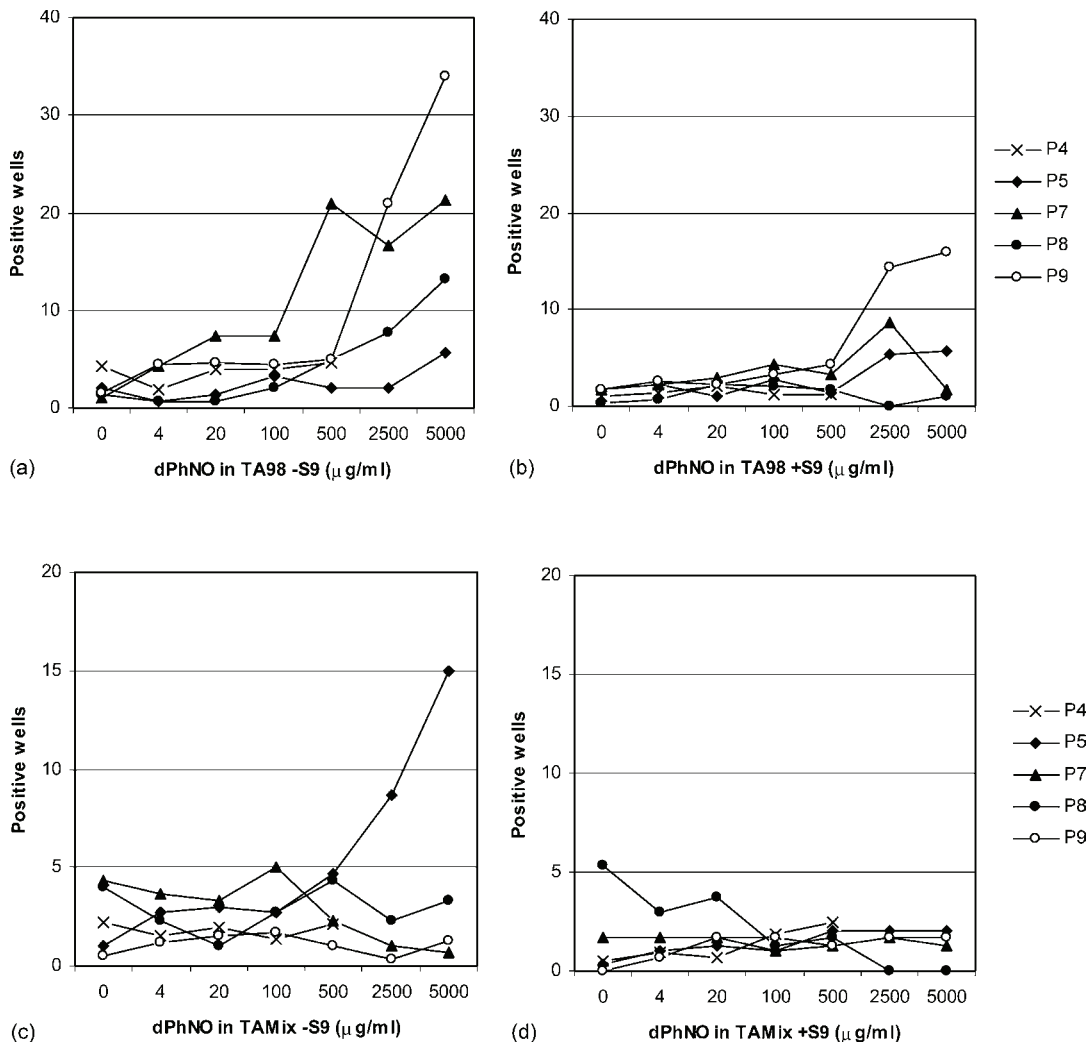 40
30
20
10
0
Positive wells
0 4 20 100 500 2500 5000
(a)
dPhNO in TA98 -S9 (μ g/ml)
40
30
20
10
0
Positive wells
0 4 20 100 500 2500 5000
(b)
dPhNO in TA98 +S9 (μ g/ml)
P4
P5
P7
P8
P9
20
15
10
5
0
Positive wells
0 4 20 100 500 2500 5000
(c)
dPhNO in TAMix -S9 (μ g/ml)
20
15
10
5
0
Positive wells
0 4 20 100 500 2500 5000
(d)
dPhNO in TAMix +S9 (μ g/ml)
P4
P5
P7
P8
P9